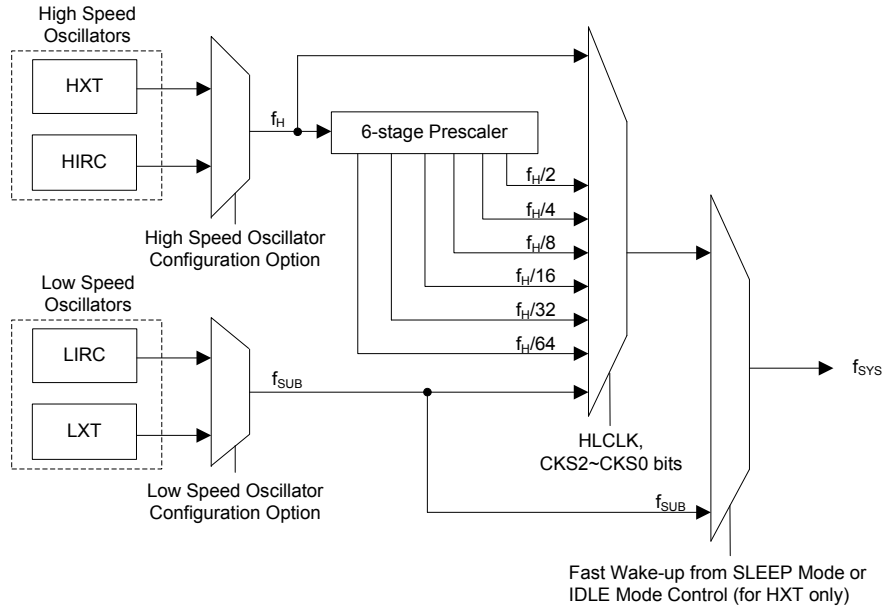 High Speed
Oscillators
HXT
HIRC
fH
6-stage Prescaler
fH/2
fH/4
fH/8
fH/16
fH/32
fH/64
High Speed Oscillator
Configuration Option
Low Speed
Oscillators
LIRC
LXT
fSUB
fSYS
HLCLK,
CKS2~CKS0 bits
Low Speed Oscillator
Configuration Option
fSUB
Fast Wake-up from SLEEP Mode or
IDLE Mode Control (for HXT only)